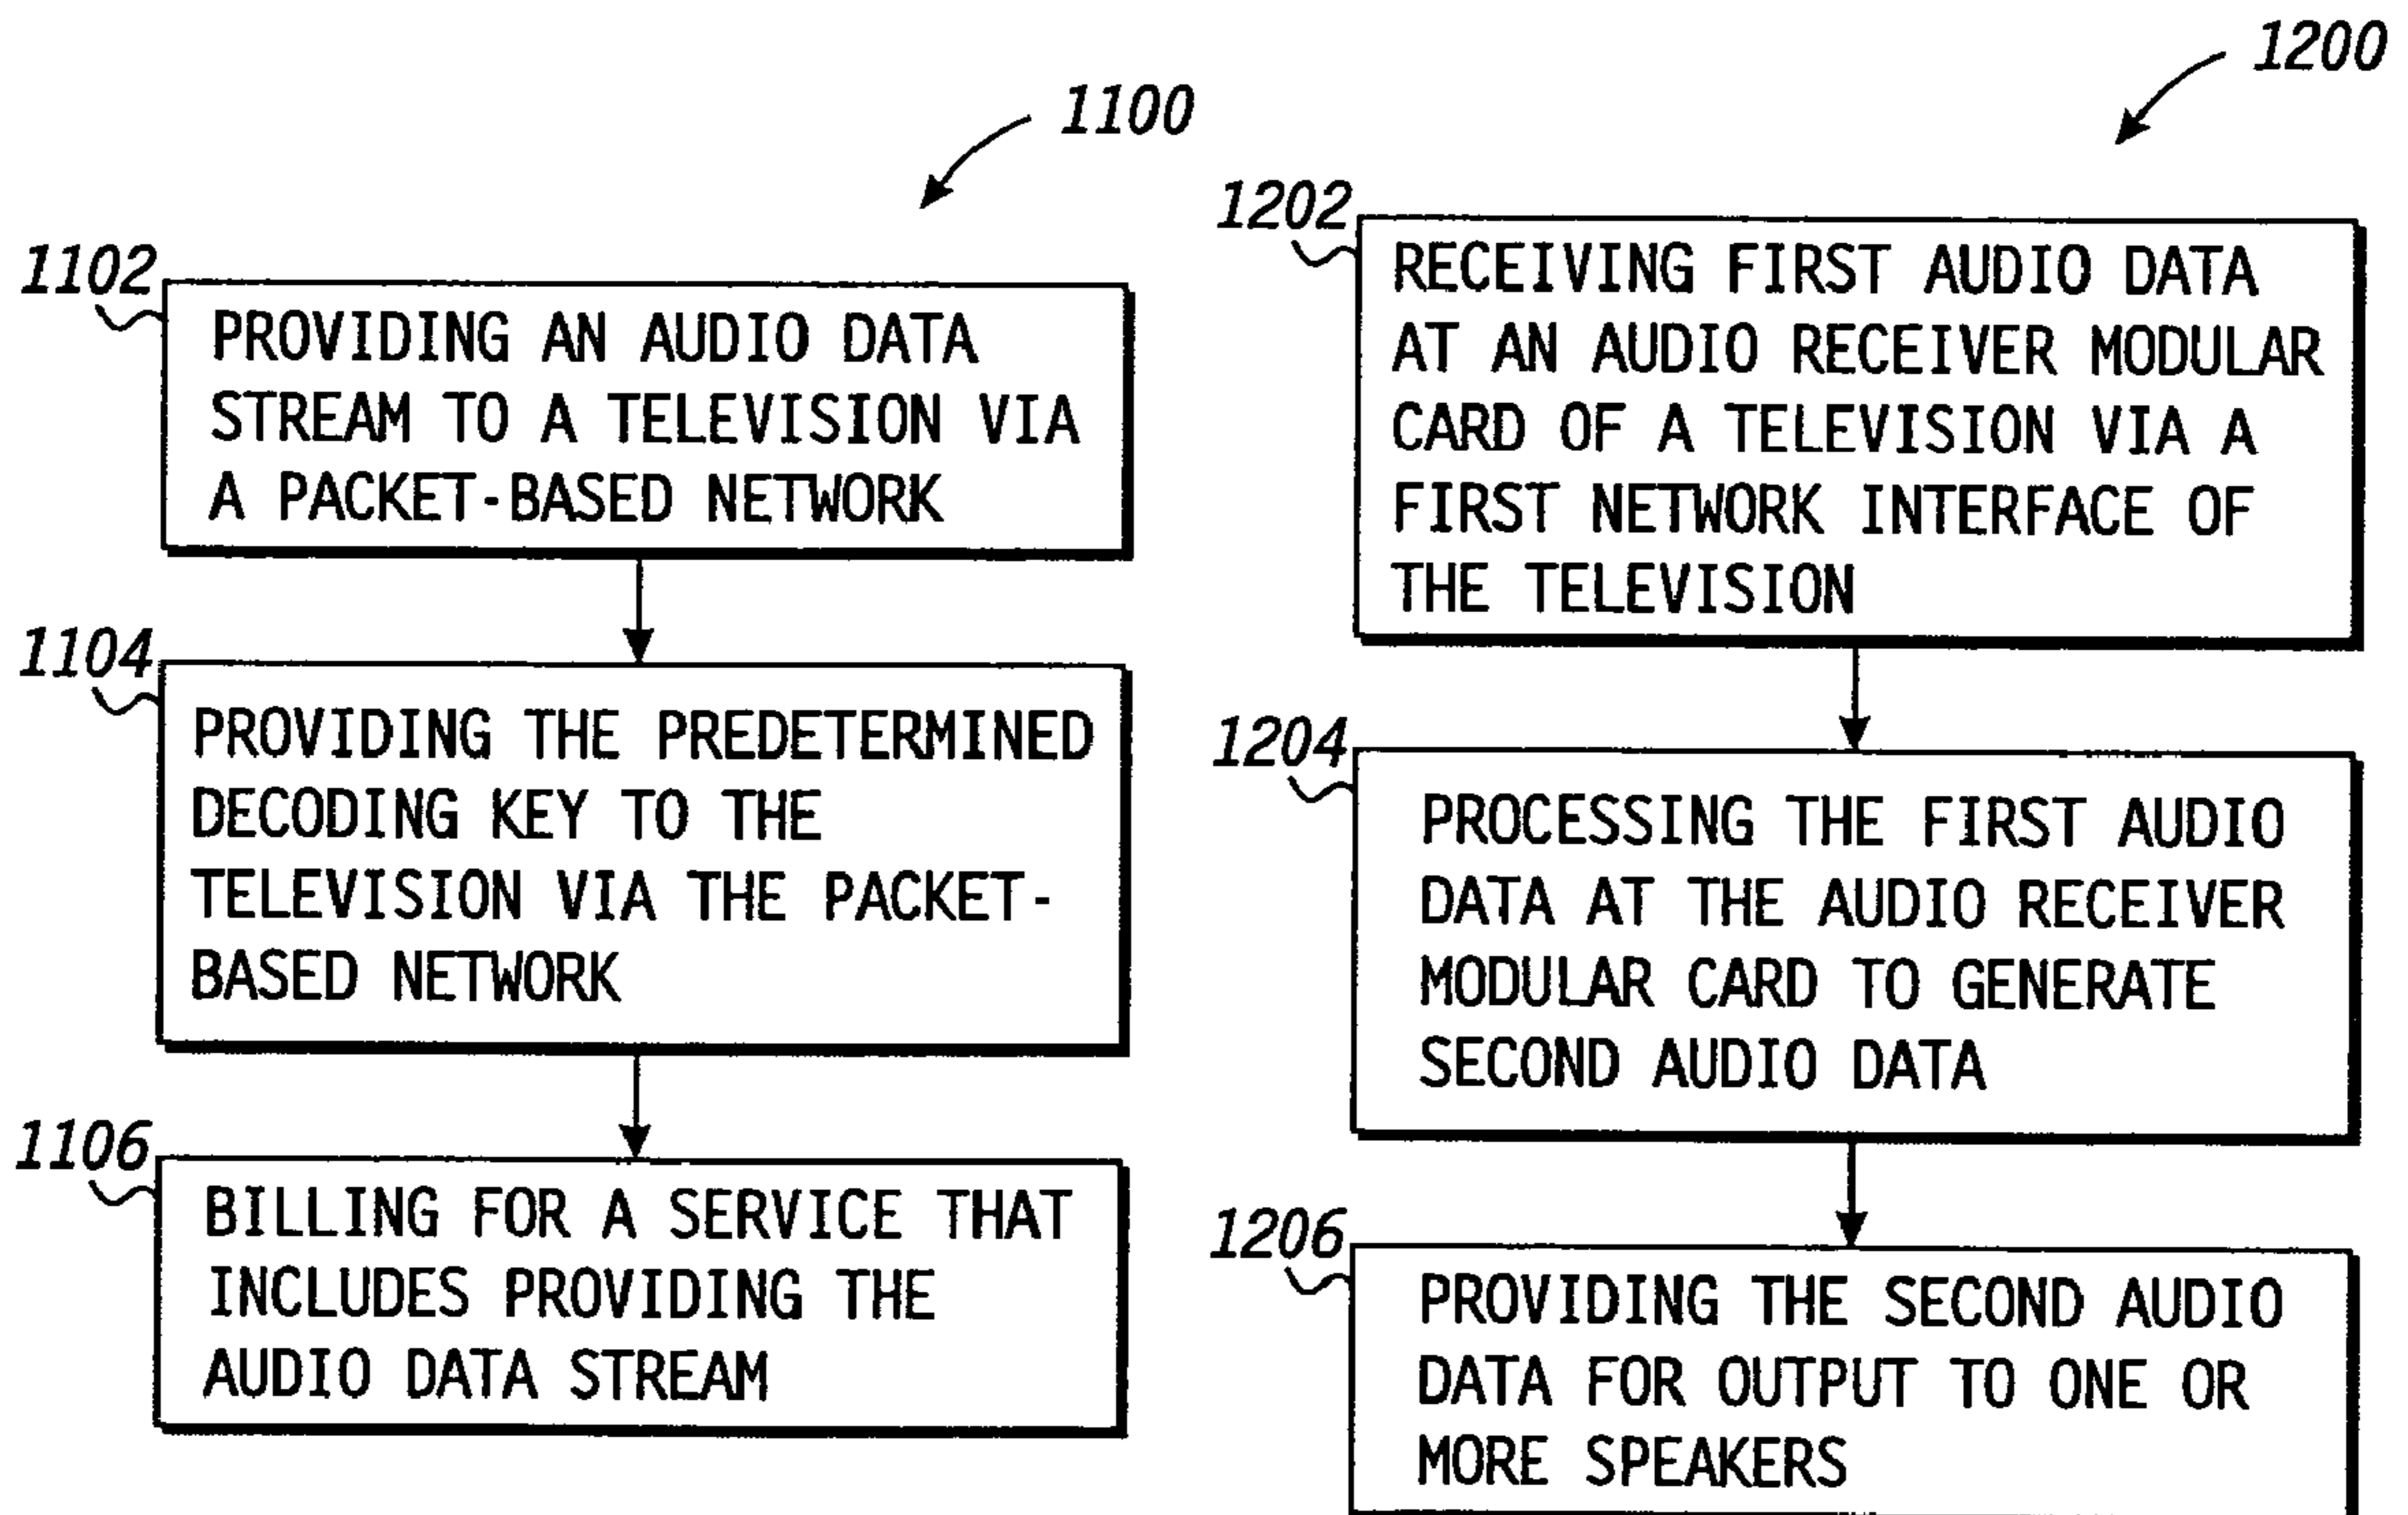 1100
1102
PROVIDING AN AUDIO DATA
STREAM TO A TELEVISION VIA
A PACKET-BASED NETWORK
1104
PROVIDING THE PREDETERMINED
DECODING KEY TO THE
TELEVISION VIA THE PACKET-
BASED NETWORK
1106
BILLING FOR A SERVICE THAT
INCLUDES PROVIDING THE
AUDIO DATA STREAM
1200
1202
RECEIVING FIRST AUDIO DATA
AT AN AUDIO RECEIVER MODULAR
CARD OF A TELEVISION VIA A
FIRST NETWORK INTERFACE OF
THE TELEVISION
1204
PROCESSING THE FIRST AUDIO
DATA AT THE AUDIO RECEIVER
MODULAR CARD TO GENERATE
SECOND AUDIO DATA
1206
PROVIDING THE SECOND AUDIO
DATA FOR OUTPUT TO ONE OR
MORE SPEAKERS